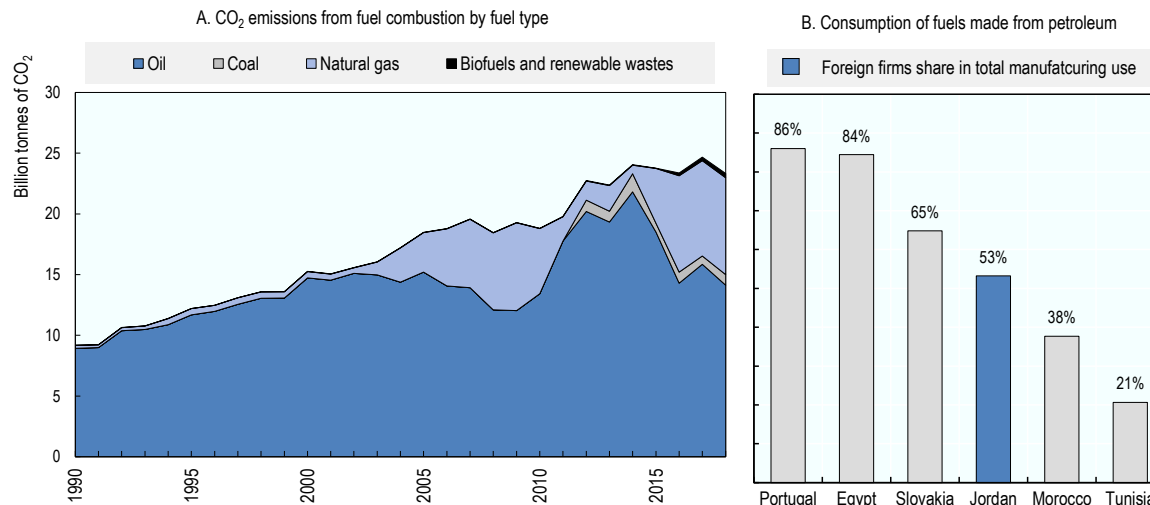 A. CO2 emissions from fuel combustion by fuel type
Oil Coal Natural gas Biofuels and renewable wastes
Billion tonnes of CO2
30
25
20
15
10
5
0
1990 1995 2000 2005 2010 2015
B. Consumption of fuels made from petroleum
Foreign firms share in total manufatcuring use
86% 84% 65% 53% 38% 21%
Portugal Egypt Slovakia Jordan Morocco Tunisia